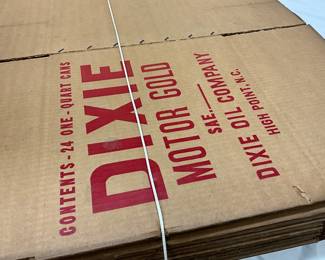 CONTENTS-24 ONE-QUART CANS
DIXIE
MOTOR GOLD
SAE.
DIXIE OIL COMPANY
HIGH POINT, N.C.